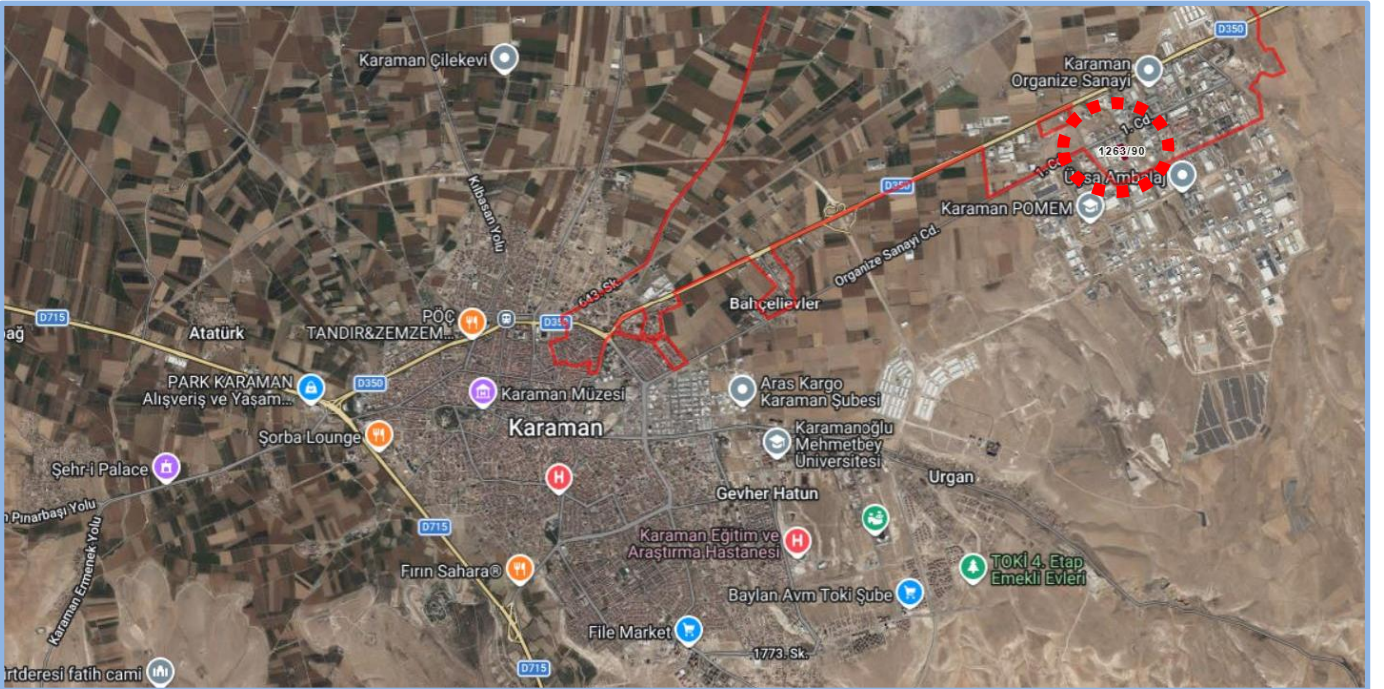 D350
Karaman Çilekevi
Karaman
Organize Sanayi
1. Cd.
1263/90
Kılbasan Yolu
D350
Karaman POMEM
Organize Sanayi Cd.
643. Sk.
Bahçelievler
D715
Atatürk
PÖÇ
TANDIR&ZEMZEM...
D350
PARK KARAMAN
Alışveriş ve Yaşam...
D350
Karaman Müzesi
Aras Kargo
Karaman Şubesi
Karaman
Karamanoğlu
Mehmetbey
Üniversitesi
Şorba Lounge
Şehr-i Palace
H
Urgan
Gevher Hatun
n Pınarbaşı Yolu
D715
Karaman Eğitim ve
Araştırma Hastanesi
H
Karaman Ermenek Yolu
Fırın Sahara®
TOKİ 4. Etap
Emekli Evleri
Baylan Avm Toki Şube
File Market
1773. Sk.
D715
irtderesi fatih cami